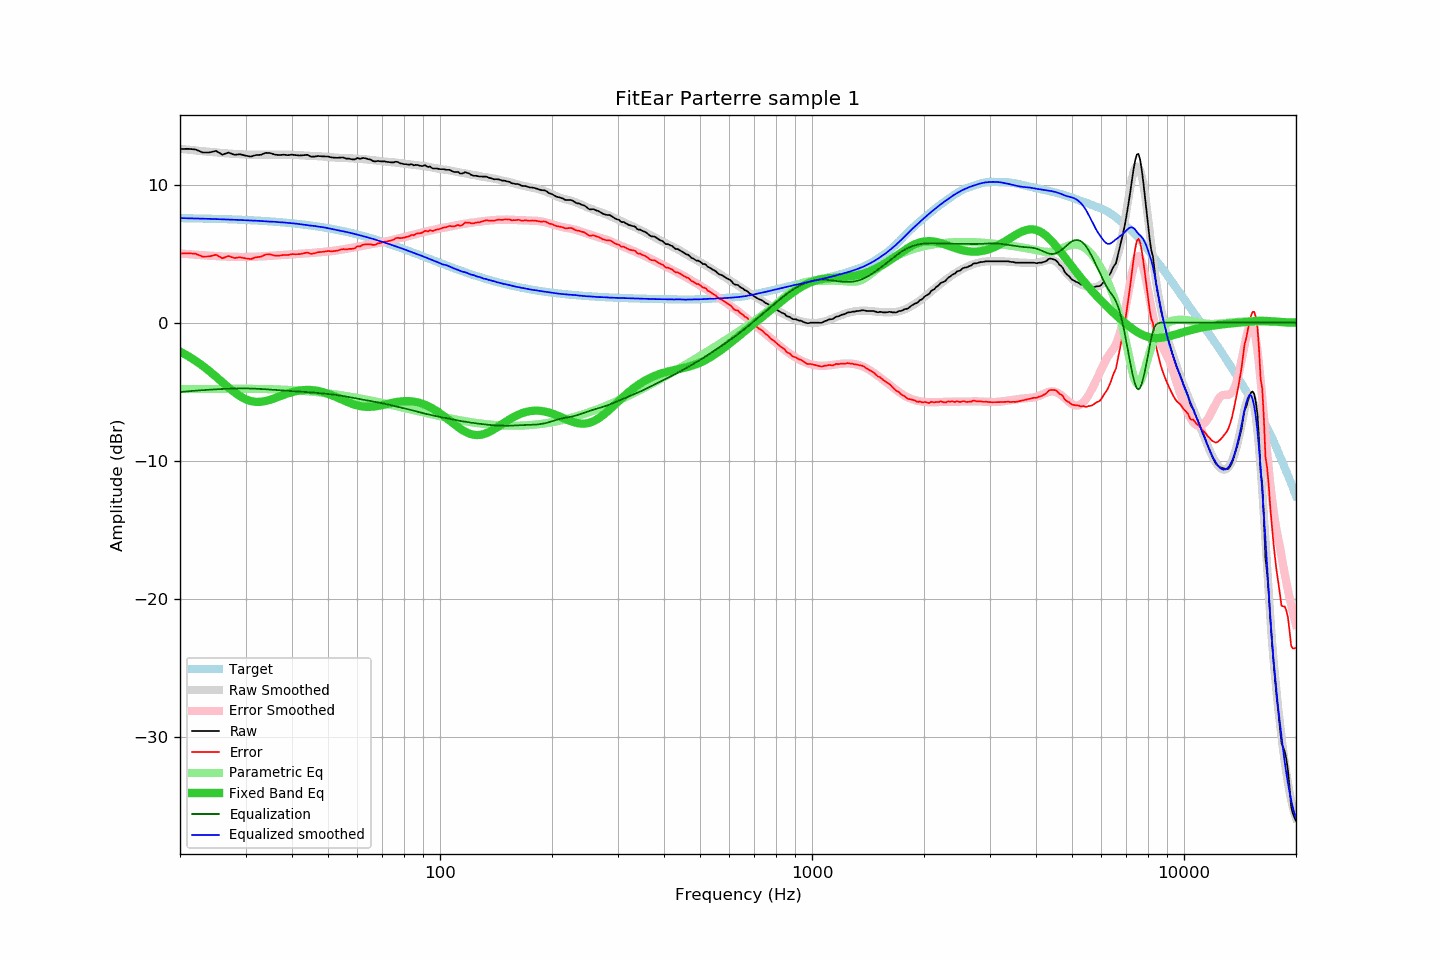 FitEar Parterre sample 1
10
0
−10
−20
−30
Amplitude (dBr)
Target
Raw Smoothed
Error Smoothed
Raw
Error
Parametric Eq
Fixed Band Eq
Equalization
Equalized smoothed
100
1000
10000
Frequency (Hz)